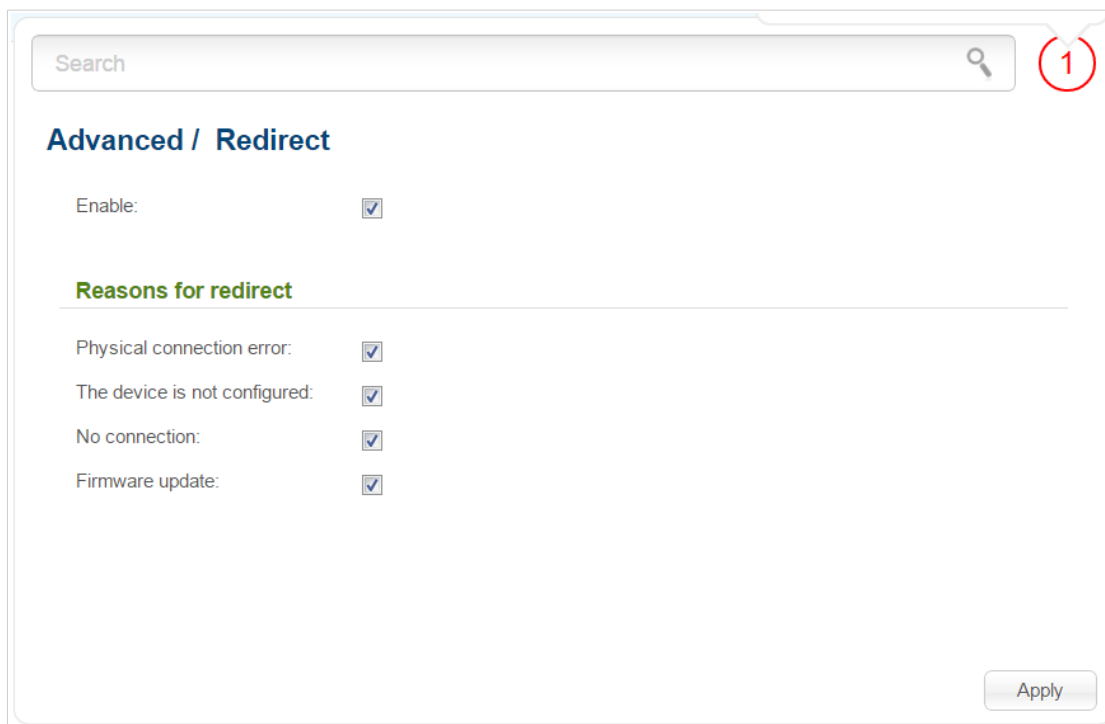 Search
1
Advanced /  Redirect
Enable:
Reasons for redirect
Physical connection error:
The device is not configured:
No connection:
Firmware update:
Apply